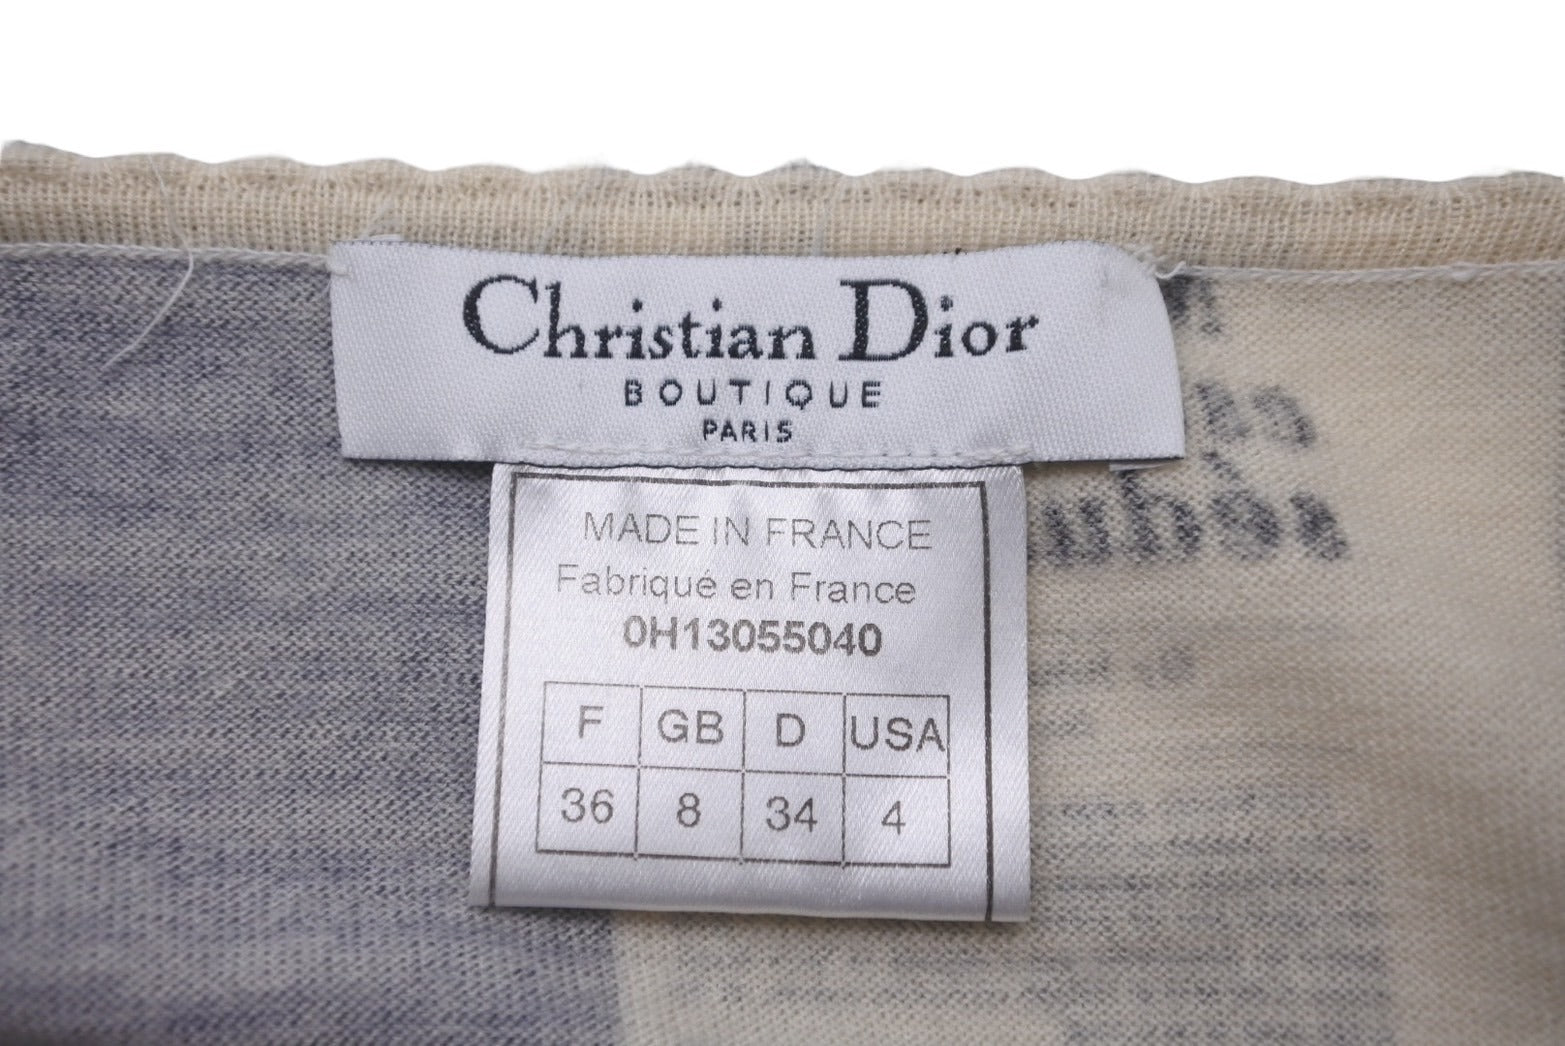 Christian Dior
BOUTIQUE
PARIS
MADE IN FRANCE
Fabriqué en France
0H13055040
F GB D USA
36 8 34 4